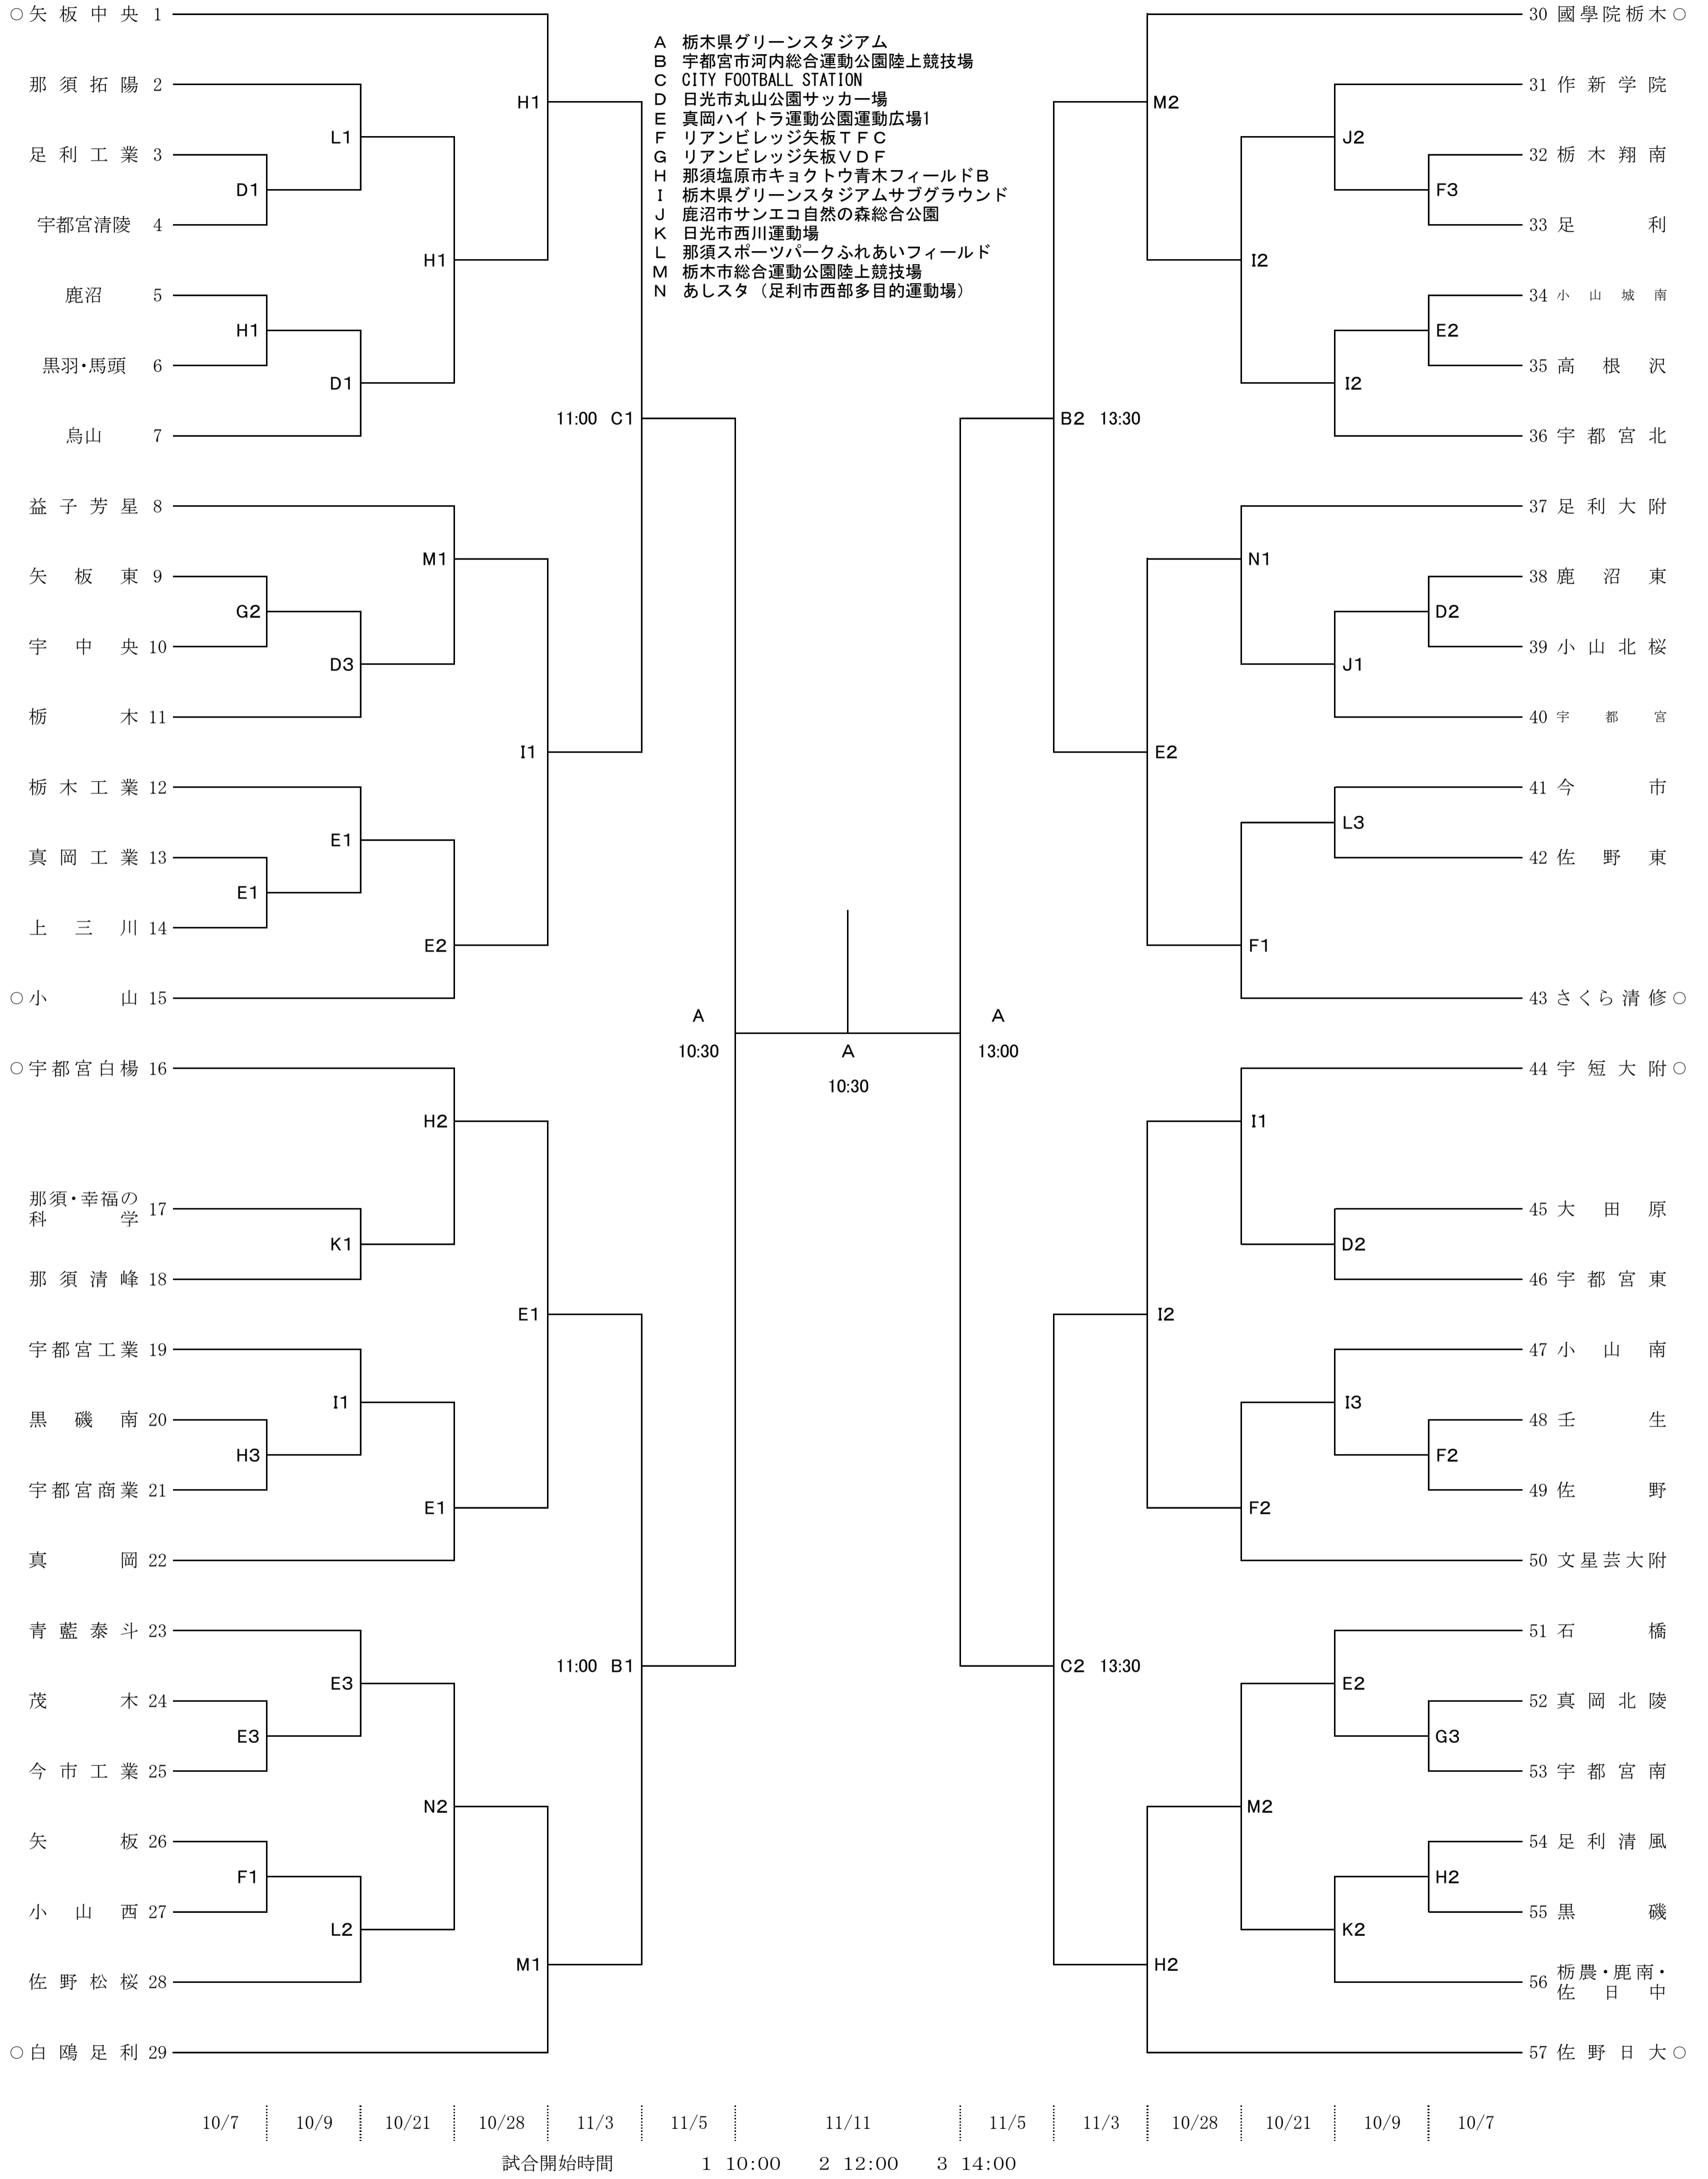 ○矢板中央 1
那須拓陽 2
足利工業 3
宇都宮清陵 4
鹿沼 5
黒羽・馬頭 6
烏山 7
益子芳星 8
矢板東 9
宇中央 10
栃木 11
栃木工業 12
真岡工業 13
上三川 14
○小山 15
○宇都宮白楊 16
那須・幸福の
科学 17
那須清峰 18
宇都宮工業 19
黒磯南 20
宇都宮商業 21
真岡 22
青藍泰斗 23
茂木 24
今市工業 25
矢板 26
小山西 27
佐野松桜 28
○白鴎足利 29
D1
H1
G2
E1
H3
E3
F1
L1
D1
D3
E1
K1
I1
E3
L2
H1
M1
E2
H2
E1
N2
H1
I1
E1
M1
11:00 C1
11:00 B1
A 栃木県グリーンスタジアム
B 宇都宮市河内総合運動公園陸上競技場
C CITY FOOTBALL STATION
D 日光市丸山公園サッカー場
E 真岡ハイトラ運動公園運動広場1
F リアンビレッジ矢板TFC
G リアンビレッジ矢板VDF
H 那須塩原市キョクトウ青木フィールドB
I 栃木県グリーンスタジアムサブグラウンド
J 鹿沼市サンエコ自然の森総合公園
K 日光市西川運動場
L 那須スポーツパークふれあいフィールド
M 栃木市総合運動公園陸上競技場
N あしスタ（足利市西部多目的運動場）
A
10:30
A
10:30
A
13:00
B2 13:30
C2 13:30
M2
E2
I2
H2
I2
N1
F1
I1
F2
M2
J2
I2
J1
L3
D2
I3
E2
K2
F3
E2
D2
F2
G3
H2
30 國學院栃木○
31 作新学院
32 栃木翔南
33 足利
34 小山城南
35 高根沢
36 宇都宮北
37 足利大附
38 鹿沼東
39 小山北桜
40 宇都宮
41 今市
42 佐野東
43 さくら清修○
44 宇短大附○
45 大田原
46 宇都宮東
47 小山南
48 壬生
49 佐野
50 文星芸大附
51 石橋
52 真岡北陵
53 宇都宮南
54 足利清風
55 黒磯
56 栃農・鹿南・
佐日中
57 佐野日大○
10/7 10/9 10/21 10/28 11/3 11/5 11/11 11/5 11/3 10/28 10/21 10/9 10/7
試合開始時間 1 10:00 2 12:00 3 14:00